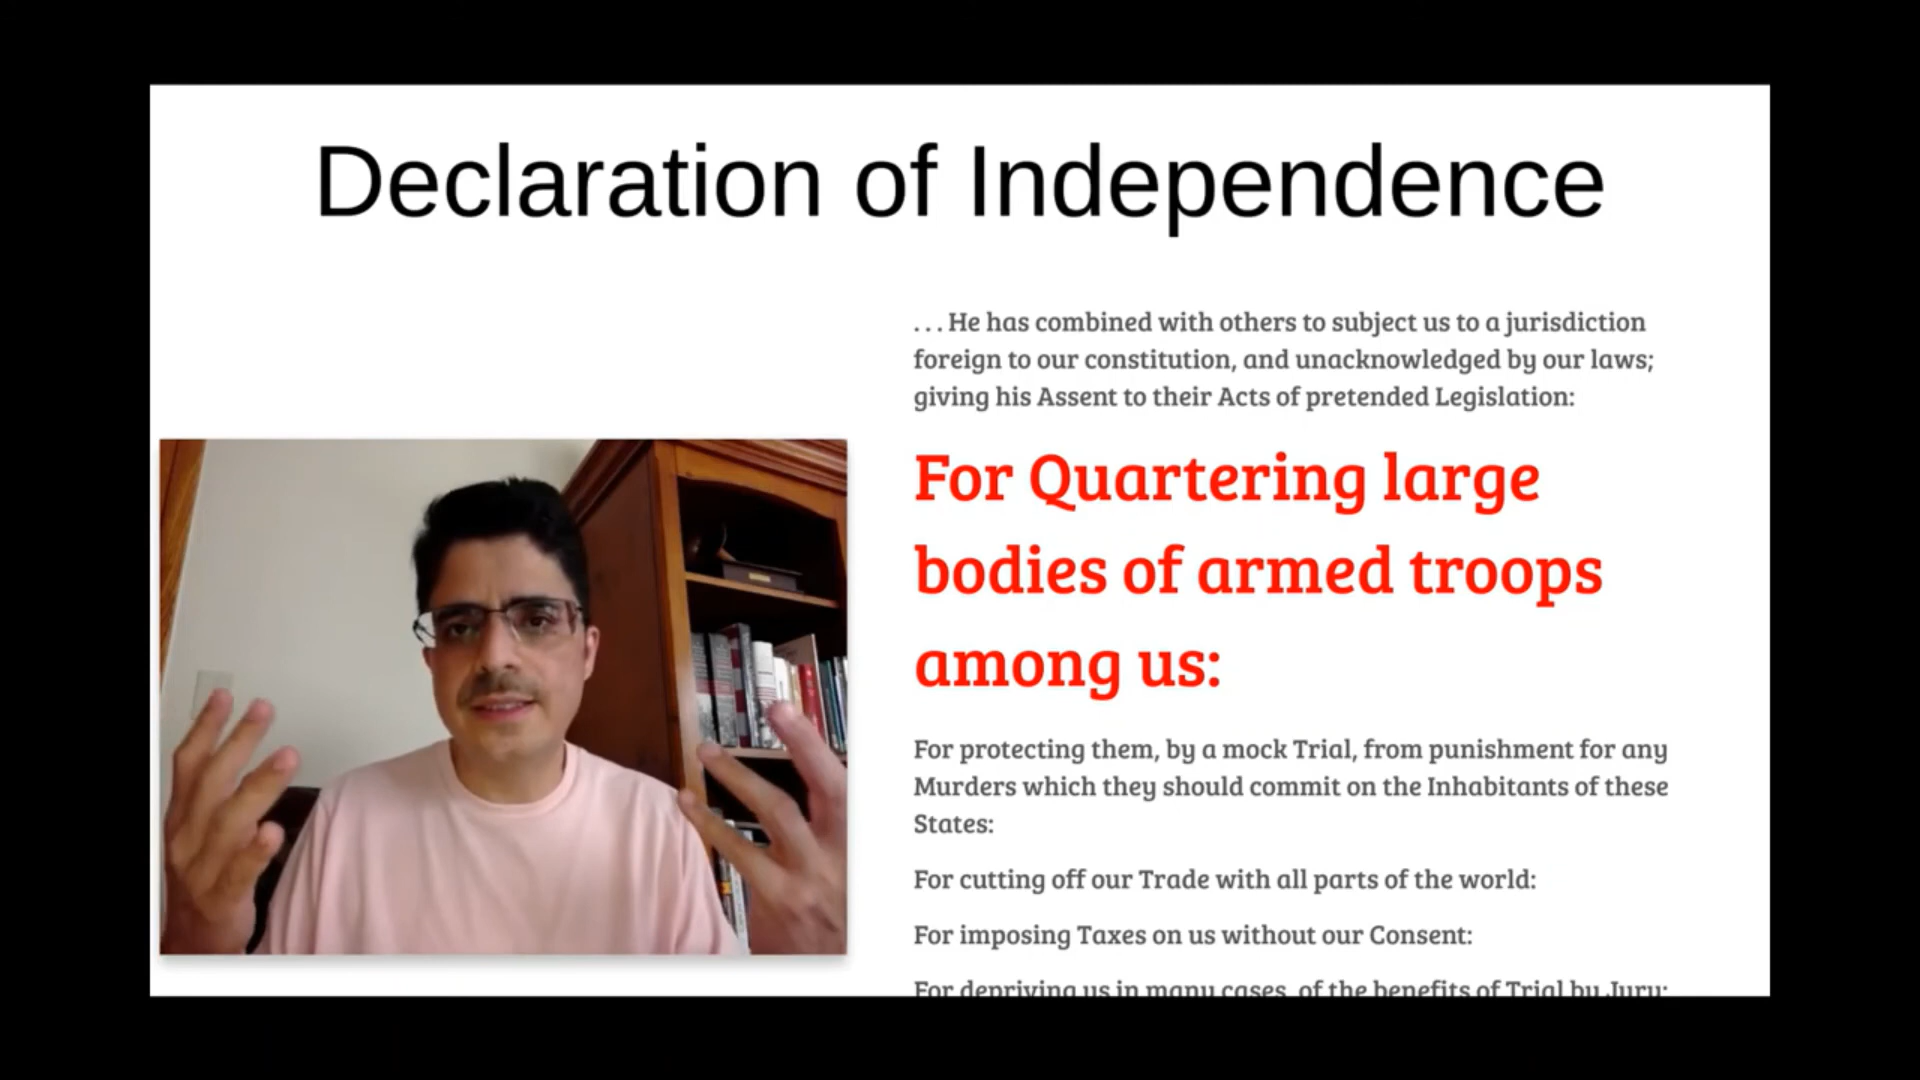 Declaration of Independence
... He has combined with others to subject us to a jurisdiction
foreign to our constitution, and unacknowledged by our laws;
giving his Assent to their Acts of pretended Legislation:
For Quartering large
bodies of armed troops
among us:
For protecting them, by a mock Trial, from punishment for any
Murders which they should commit on the Inhabitants of these
States:
For cutting off our Trade with all parts of the world:
For imposing Taxes on us without our Consent:
For depriving us in many cases, of the benefits of Trial by Jury: